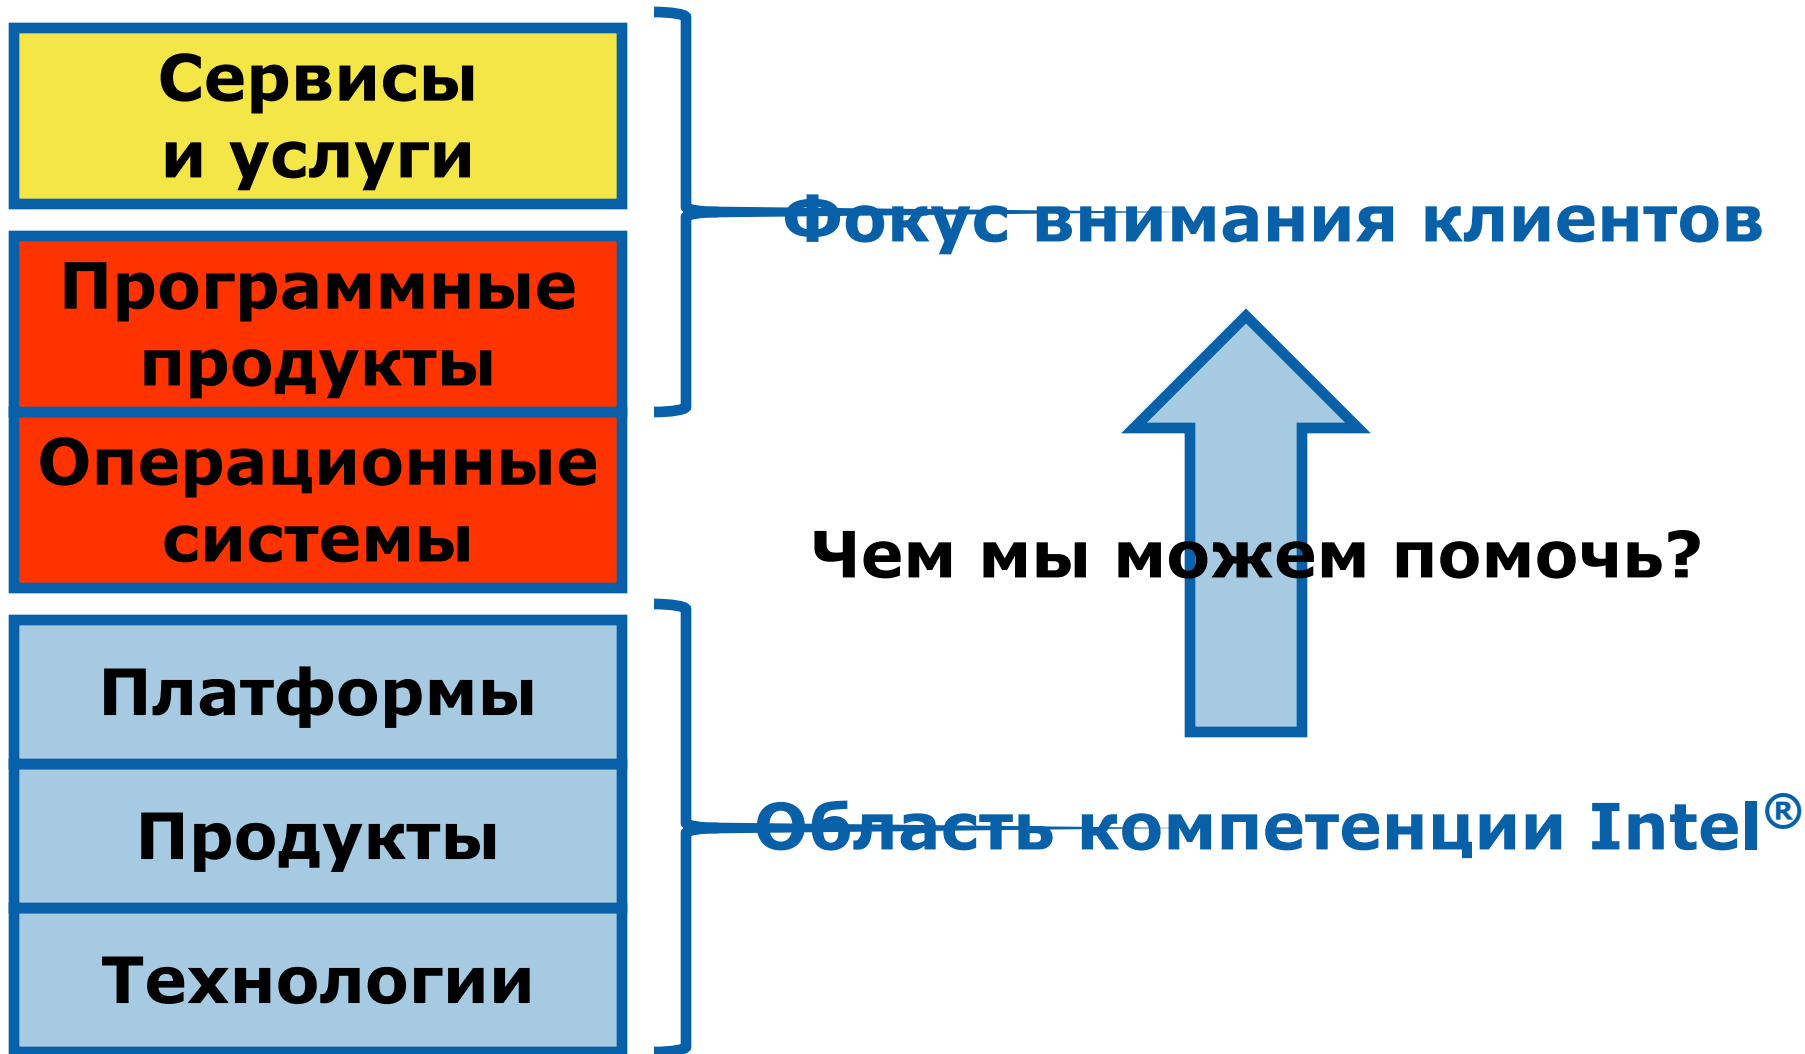 Сервисы
и услуги
Программные
продукты
Операционные
системы
Платформы
Продукты
Технологии
Фокус внимания клиентов
Чем мы можем помочь?
Область компетенции Intel®